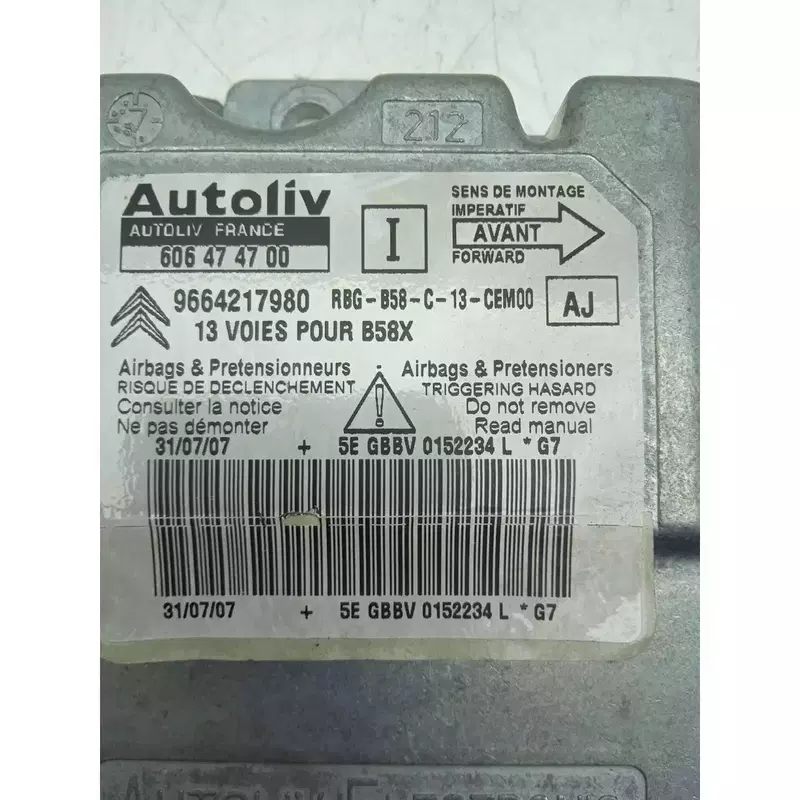 7
212
Autoliv
AUTOLIV FRANCE
606 47 47 00
I
SENS DE MONTAGE
IMPERATIF
AVANT
FORWARD
9664217980 RBG-B58-C-13-CEM00 AJ
13 VOIES POUR B58X
Airbags & Pretensionneurs
RISQUE DE DECLENCHEMENT
Consulter la notice
Ne pas démonter
Airbags & Pretensioners
TRIGGERING HASARD
Do not remove
Read manual
31/07/07 + 5E GBBV 0152234 L * G7
31/07/07 + 5E GBBV 0152234 L * G7